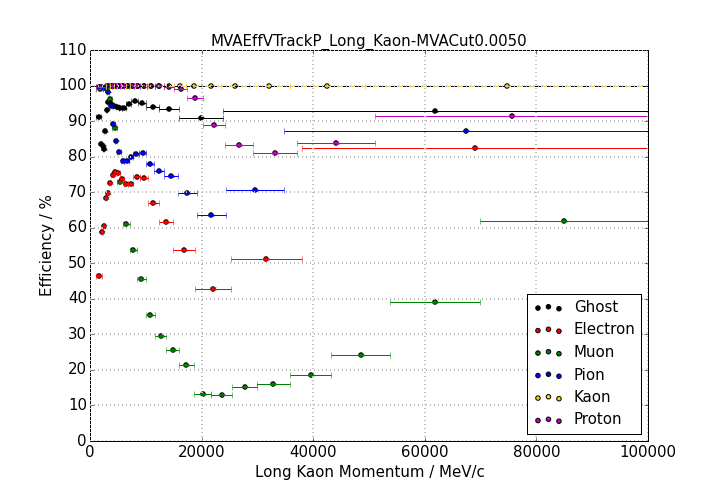 MVAEffVTrackP_Long_Kaon-MVACut0.0050
110
100
90
80
70
60
50
40
30
20
10
0
Efficiency / %
Ghost
Electron
Muon
Pion
Kaon
Proton
0 20000 40000 60000 80000 100000
Long Kaon Momentum / MeV/c